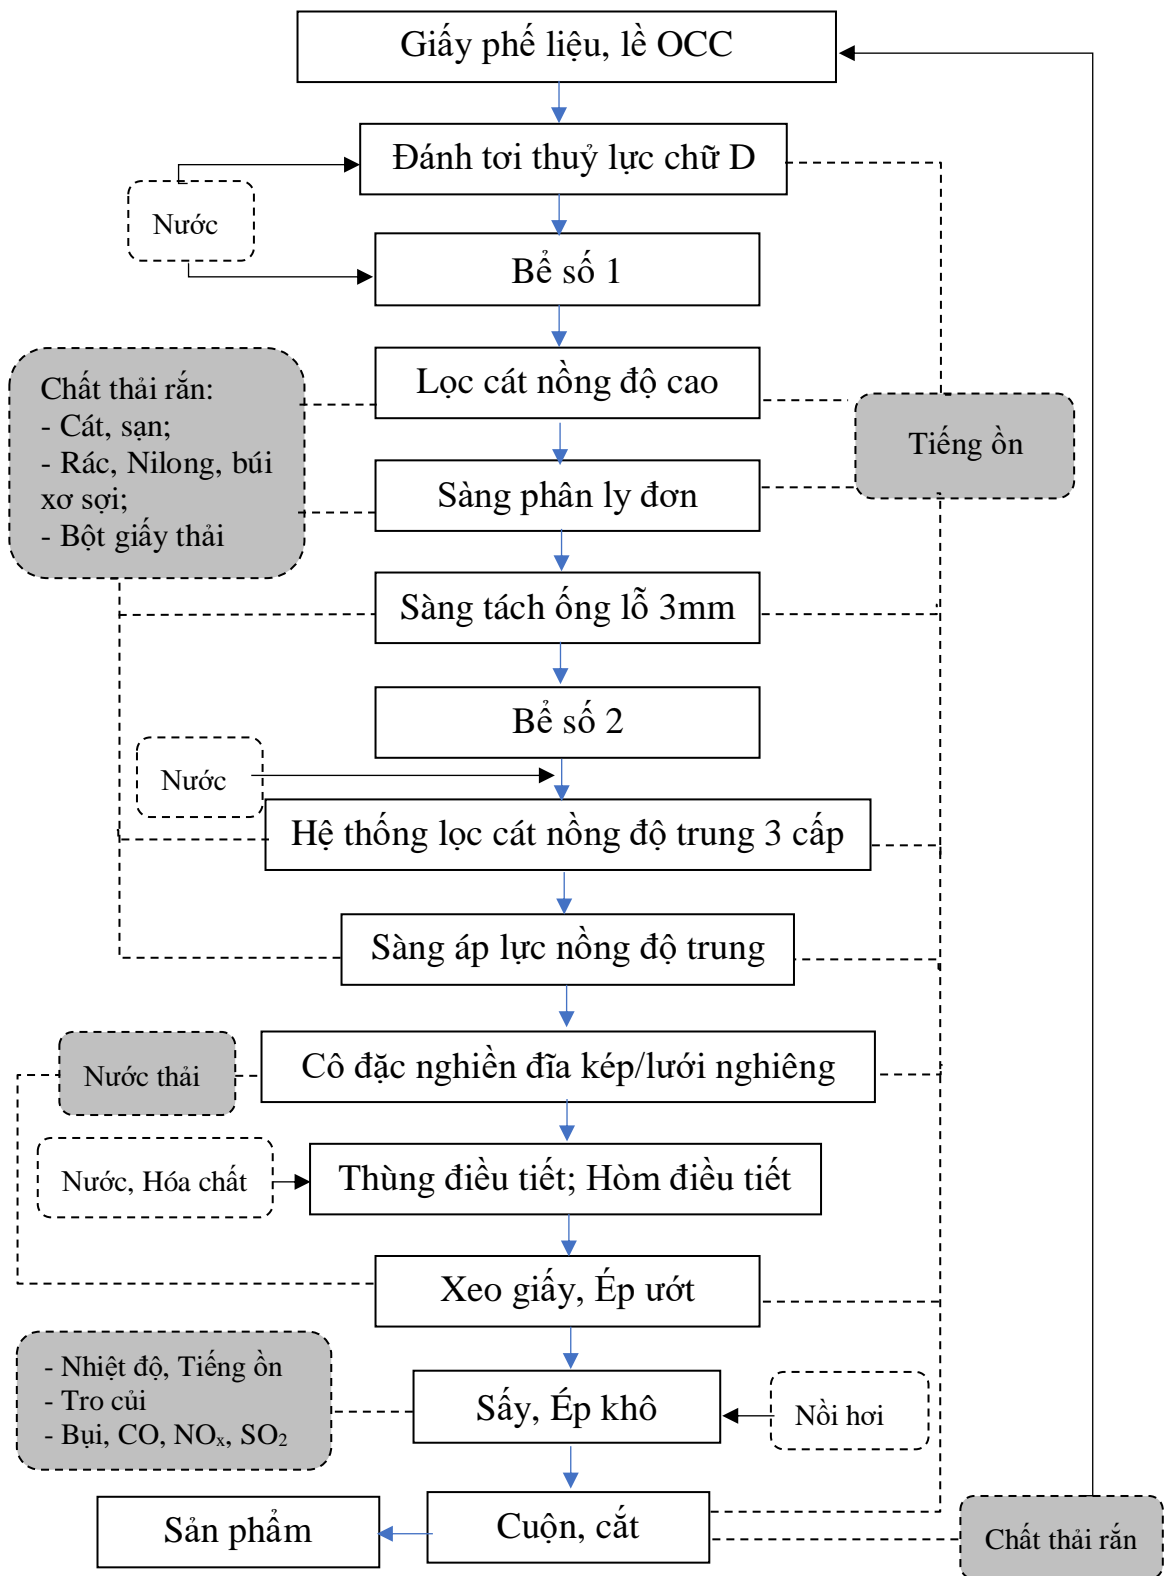 Giấy phế liệu, lề OCC
Đánh tơi thuỷ lực chữ D
Nước
Bể số 1
Lọc cát nồng độ cao
Chất thải rắn:
- Cát, sạn;
- Rác, Nilong, búi
xơ sợi;
- Bột giấy thải
Tiếng ồn
Sàng phân ly đơn
Sàng tách ống lỗ 3mm
Bể số 2
Nước
Hệ thống lọc cát nồng độ trung 3 cấp
Sàng áp lực nồng độ trung
Nước thải
Cô đặc nghiền đĩa kép/lưới nghiêng
Nước, Hóa chất
Thùng điều tiết; Hòm điều tiết
Xeo giấy, Ép ướt
- Nhiệt độ, Tiếng ồn
- Tro củi
- Bụi, CO, NOₓ, SO₂
Sấy, Ép khô
Nồi hơi
Sản phẩm
Cuộn, cắt
Chất thải rắn